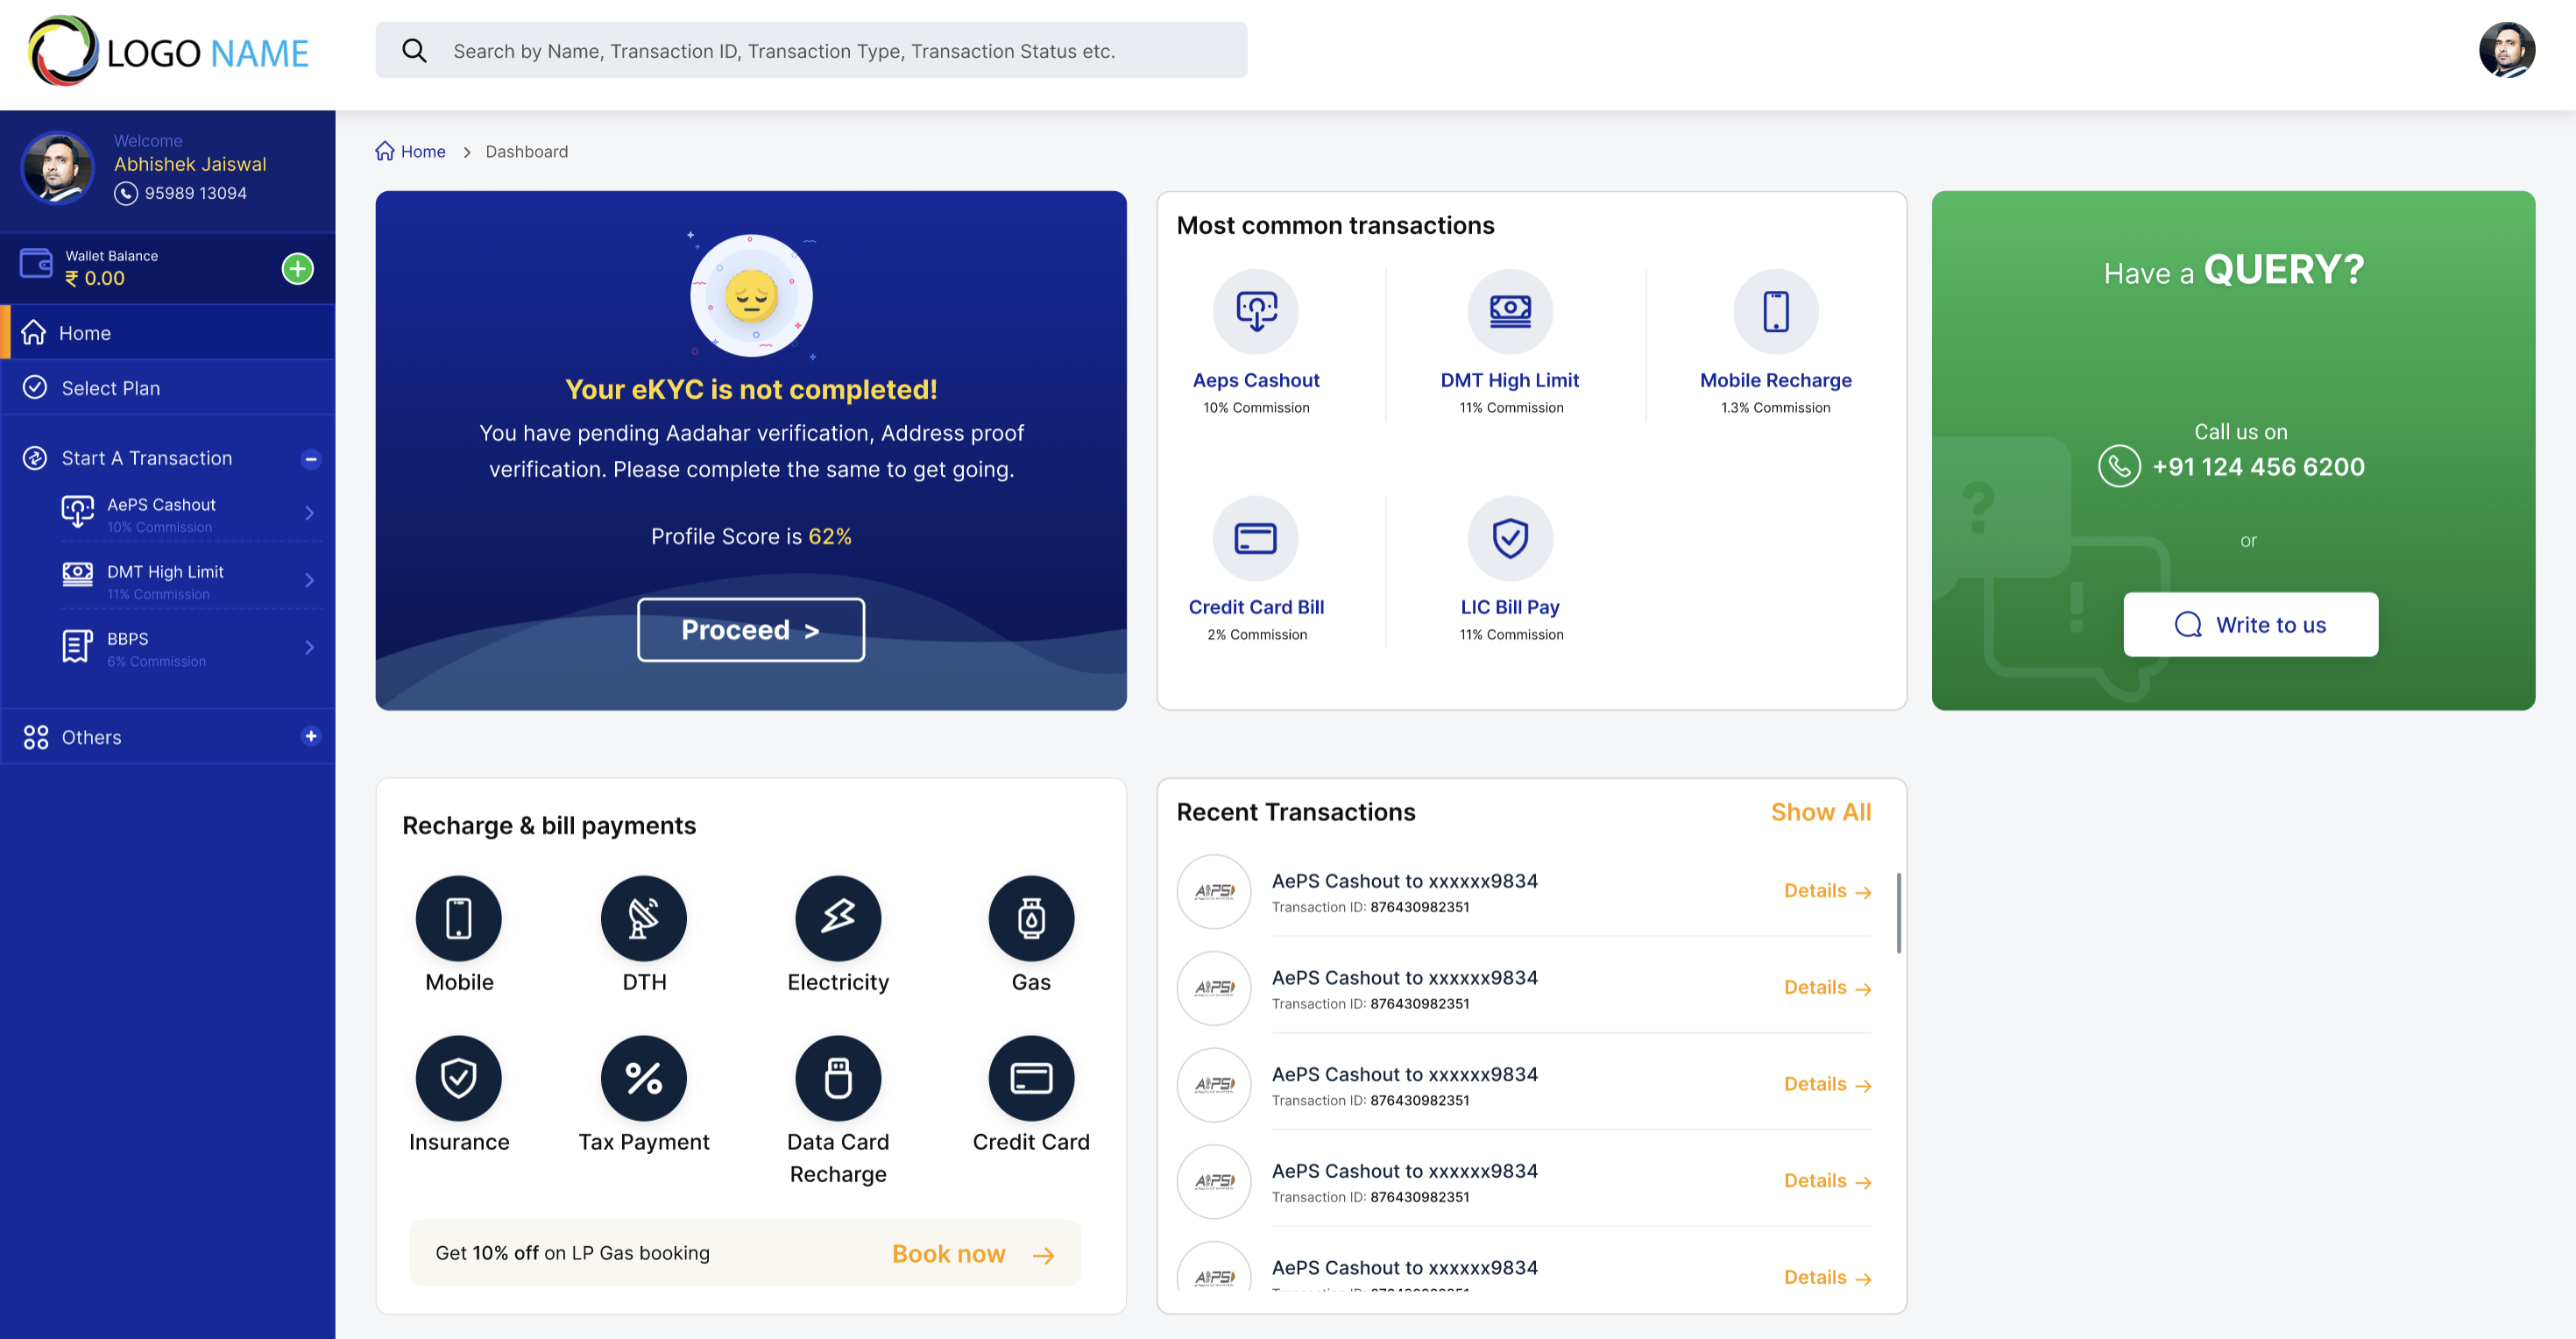 LOGO NAME
Search by Name, Transaction ID, Transaction Type, Transaction Status etc.
Welcome
Abhishek Jaiswal
95989 13094
Wallet Balance
₹ 0.00
Home
Select Plan
Start A Transaction
AePS Cashout
10% Commission
DMT High Limit
11% Commission
BBPS
6% Commission
Others
Home > Dashboard
Your eKYC is not completed!
You have pending Aadahar verification, Address proof
verification. Please complete the same to get going.
Profile Score is 62%
Proceed >
Most common transactions
Aeps Cashout
10% Commission
DMT High Limit
11% Commission
Mobile Recharge
1.3% Commission
Credit Card Bill
2% Commission
LIC Bill Pay
11% Commission
Have a QUERY?
Call us on
+91 124 456 6200
or
Write to us
Recharge & bill payments
Mobile
DTH
Electricity
Gas
Insurance
Tax Payment
Data Card
Recharge
Credit Card
Get 10% off on LP Gas booking
Book now
Recent Transactions
Show All
AePS Cashout to xxxxxx9834
Transaction ID: 876430982351
Details
AePS Cashout to xxxxxx9834
Transaction ID: 876430982351
Details
AePS Cashout to xxxxxx9834
Transaction ID: 876430982351
Details
AePS Cashout to xxxxxx9834
Transaction ID: 876430982351
Details
AePS Cashout to xxxxxx9834
Details